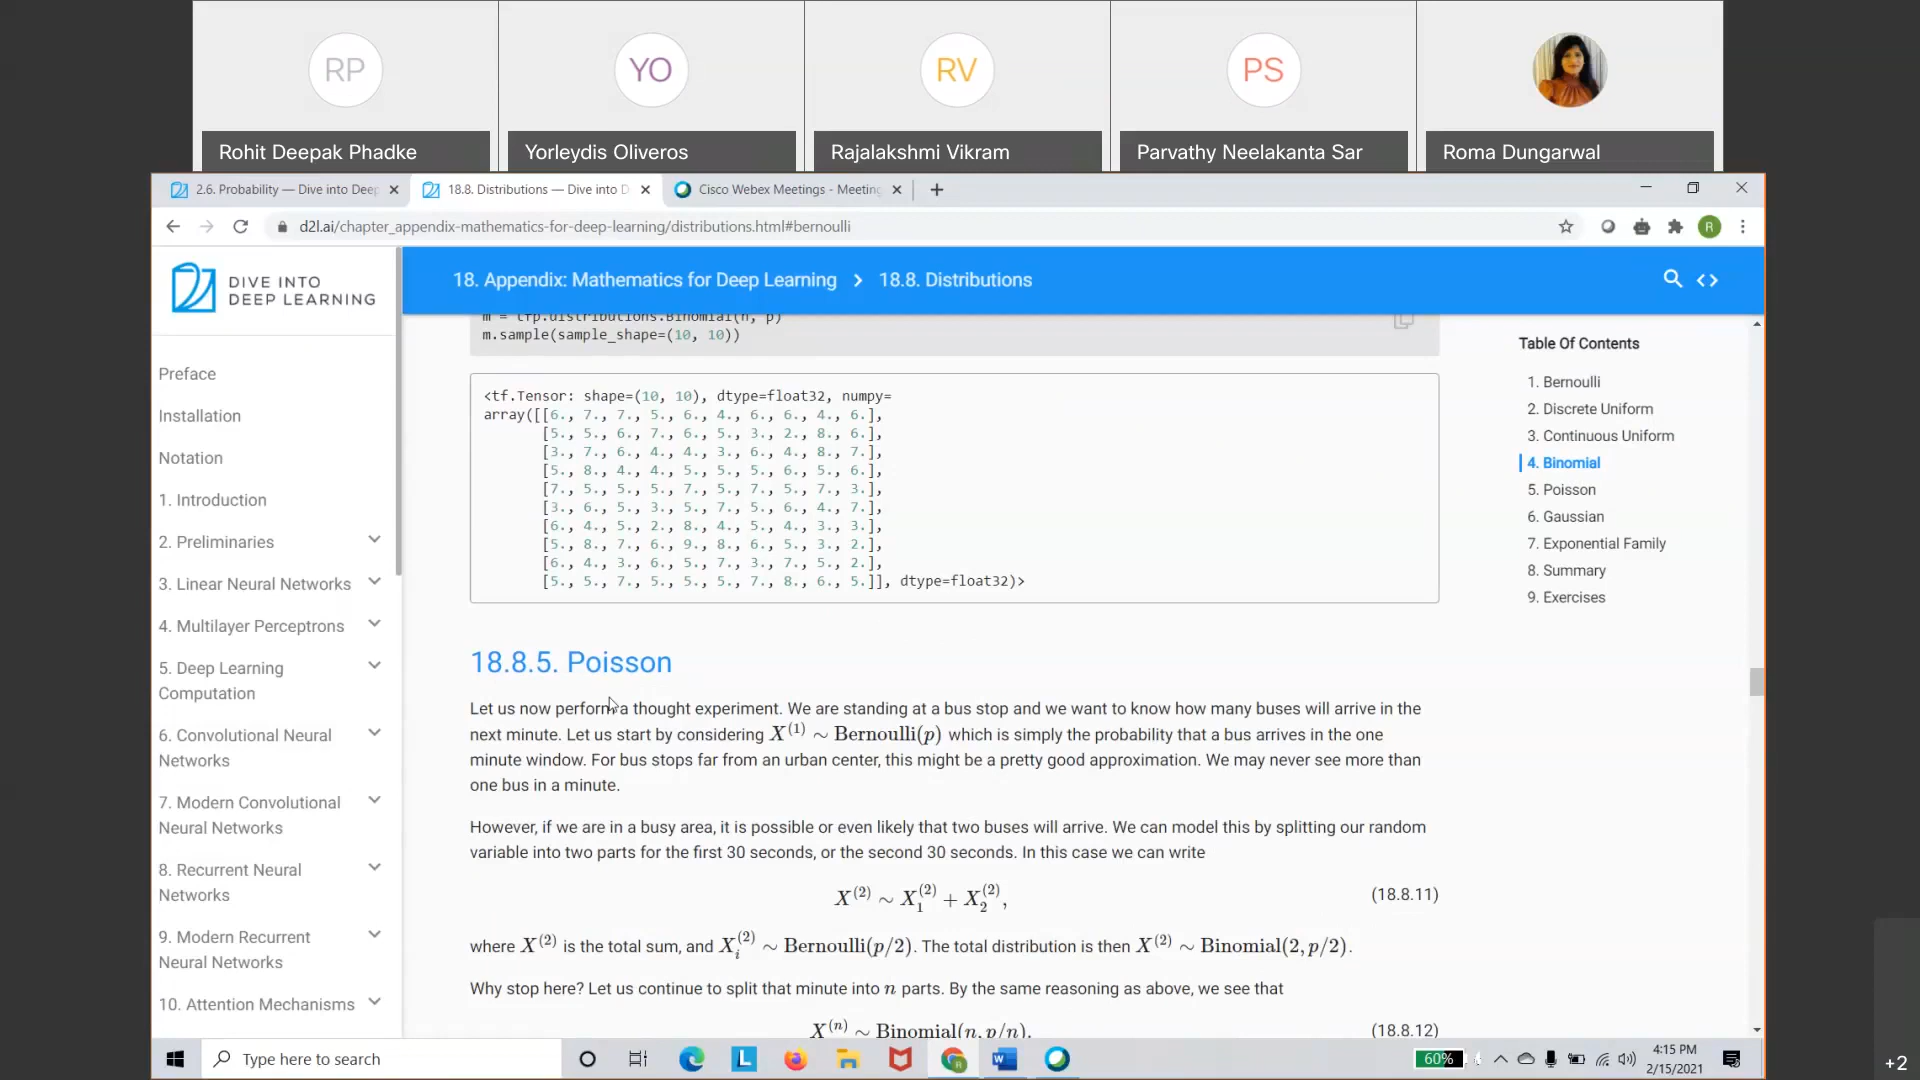 RP
YO
RV
PS
Rohit Deepak Phadke
Yorleydis Oliveros
Rajalakshmi Vikram
Parvathy Neelakanta Sar
Roma Dungarwal
2.6. Probability — Dive into Deep
18.8. Distributions — Dive into D
Cisco Webex Meetings - Meeting
d2l.ai/chapter_appendix-mathematics-for-deep-learning/distributions.html#bernoulli
R
DIVE INTO
DEEP LEARNING
18. Appendix: Mathematics for Deep Learning
18.8. Distributions
Preface
Installation
Notation
1. Introduction
2. Preliminaries
3. Linear Neural Networks
4. Multilayer Perceptrons
5. Deep Learning
Computation
6. Convolutional Neural
Networks
7. Modern Convolutional
Neural Networks
8. Recurrent Neural
Networks
9. Modern Recurrent
Neural Networks
10. Attention Mechanisms
m = tfp.distributions.Binomial(n, p)
m.sample(sample_shape=(10, 10))
<tf.Tensor: shape=(10, 10), dtype=float32, numpy=
array([[6., 7., 7., 5., 6., 4., 6., 6., 4., 6.],
[5., 5., 6., 7., 6., 5., 3., 2., 8., 6.],
[3., 7., 6., 4., 4., 3., 6., 4., 8., 7.],
[5., 8., 4., 4., 5., 5., 5., 6., 5., 6.],
[7., 5., 5., 5., 7., 5., 7., 5., 7., 3.],
[3., 6., 5., 3., 5., 7., 5., 6., 4., 7.],
[6., 4., 5., 2., 8., 4., 5., 4., 3., 3.],
[5., 8., 7., 6., 9., 8., 6., 5., 3., 2.],
[6., 4., 3., 6., 5., 7., 3., 7., 5., 2.],
[5., 5., 7., 5., 5., 5., 7., 8., 6., 5.]], dtype=float32)>
18.8.5. Poisson
Let us now perform a thought experiment. We are standing at a bus stop and we want to know how many buses will arrive in the
next minute. Let us start by considering X^(1) ∼ Bernoulli(p) which is simply the probability that a bus arrives in the one
minute window. For bus stops far from an urban center, this might be a pretty good approximation. We may never see more than
one bus in a minute.
However, if we are in a busy area, it is possible or even likely that two buses will arrive. We can model this by splitting our random
variable into two parts for the first 30 seconds, or the second 30 seconds. In this case we can write
X^(2) ∼ X_1^(2) + X_2^(2), (18.8.11)
where X^(2) is the total sum, and X_i^(2) ∼ Bernoulli(p/2). The total distribution is then X^(2) ∼ Binomial(2, p/2).
Why stop here? Let us continue to split that minute into n parts. By the same reasoning as above, we see that
X^(n) ∼ Binomial(n, p/n). (18.8.12)
Table Of Contents
1. Bernoulli
2. Discrete Uniform
3. Continuous Uniform
4. Binomial
5. Poisson
6. Gaussian
7. Exponential Family
8. Summary
9. Exercises
Type here to search
L
W
60%
4:15 PM
2/15/2021
+2